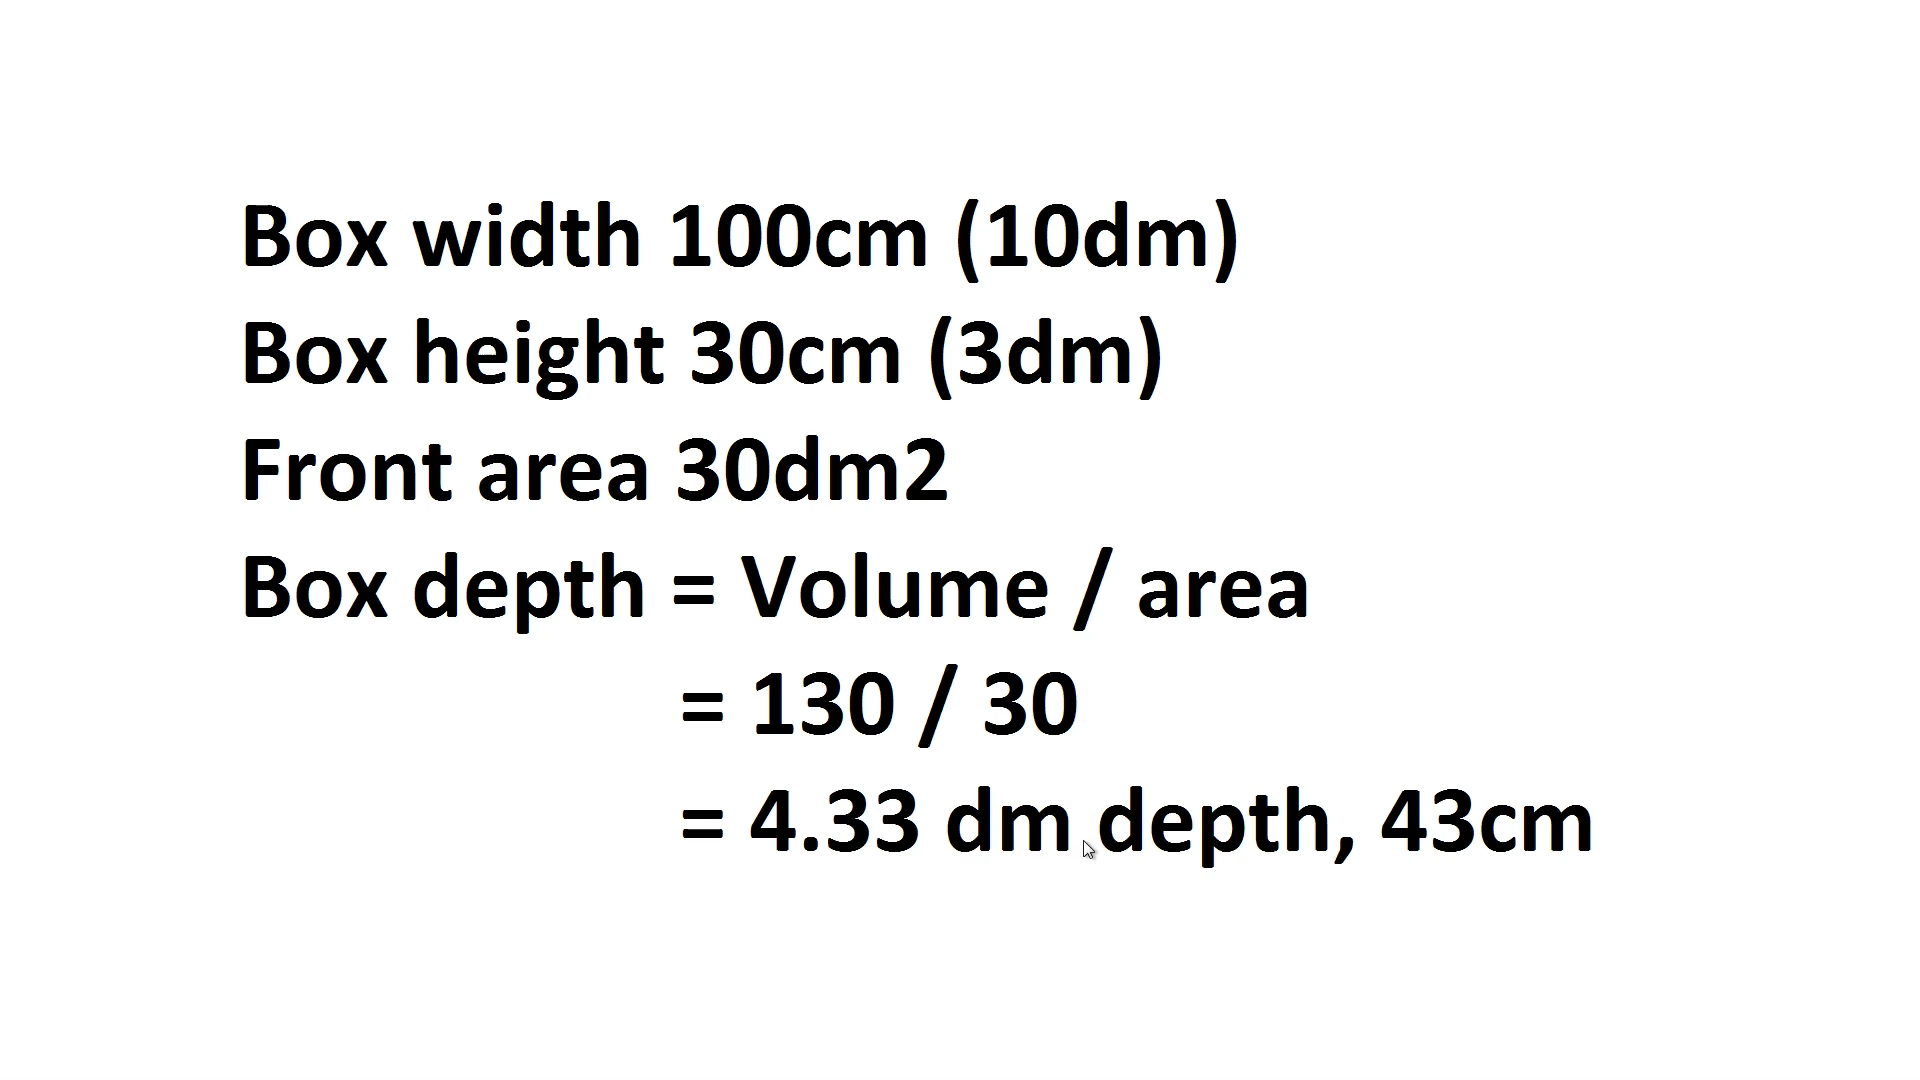 Box width 100cm (10dm)
Box height 30cm (3dm)
Front area 30dm2
Box depth = Volume / area
= 130 / 30
= 4.33 dm depth, 43cm